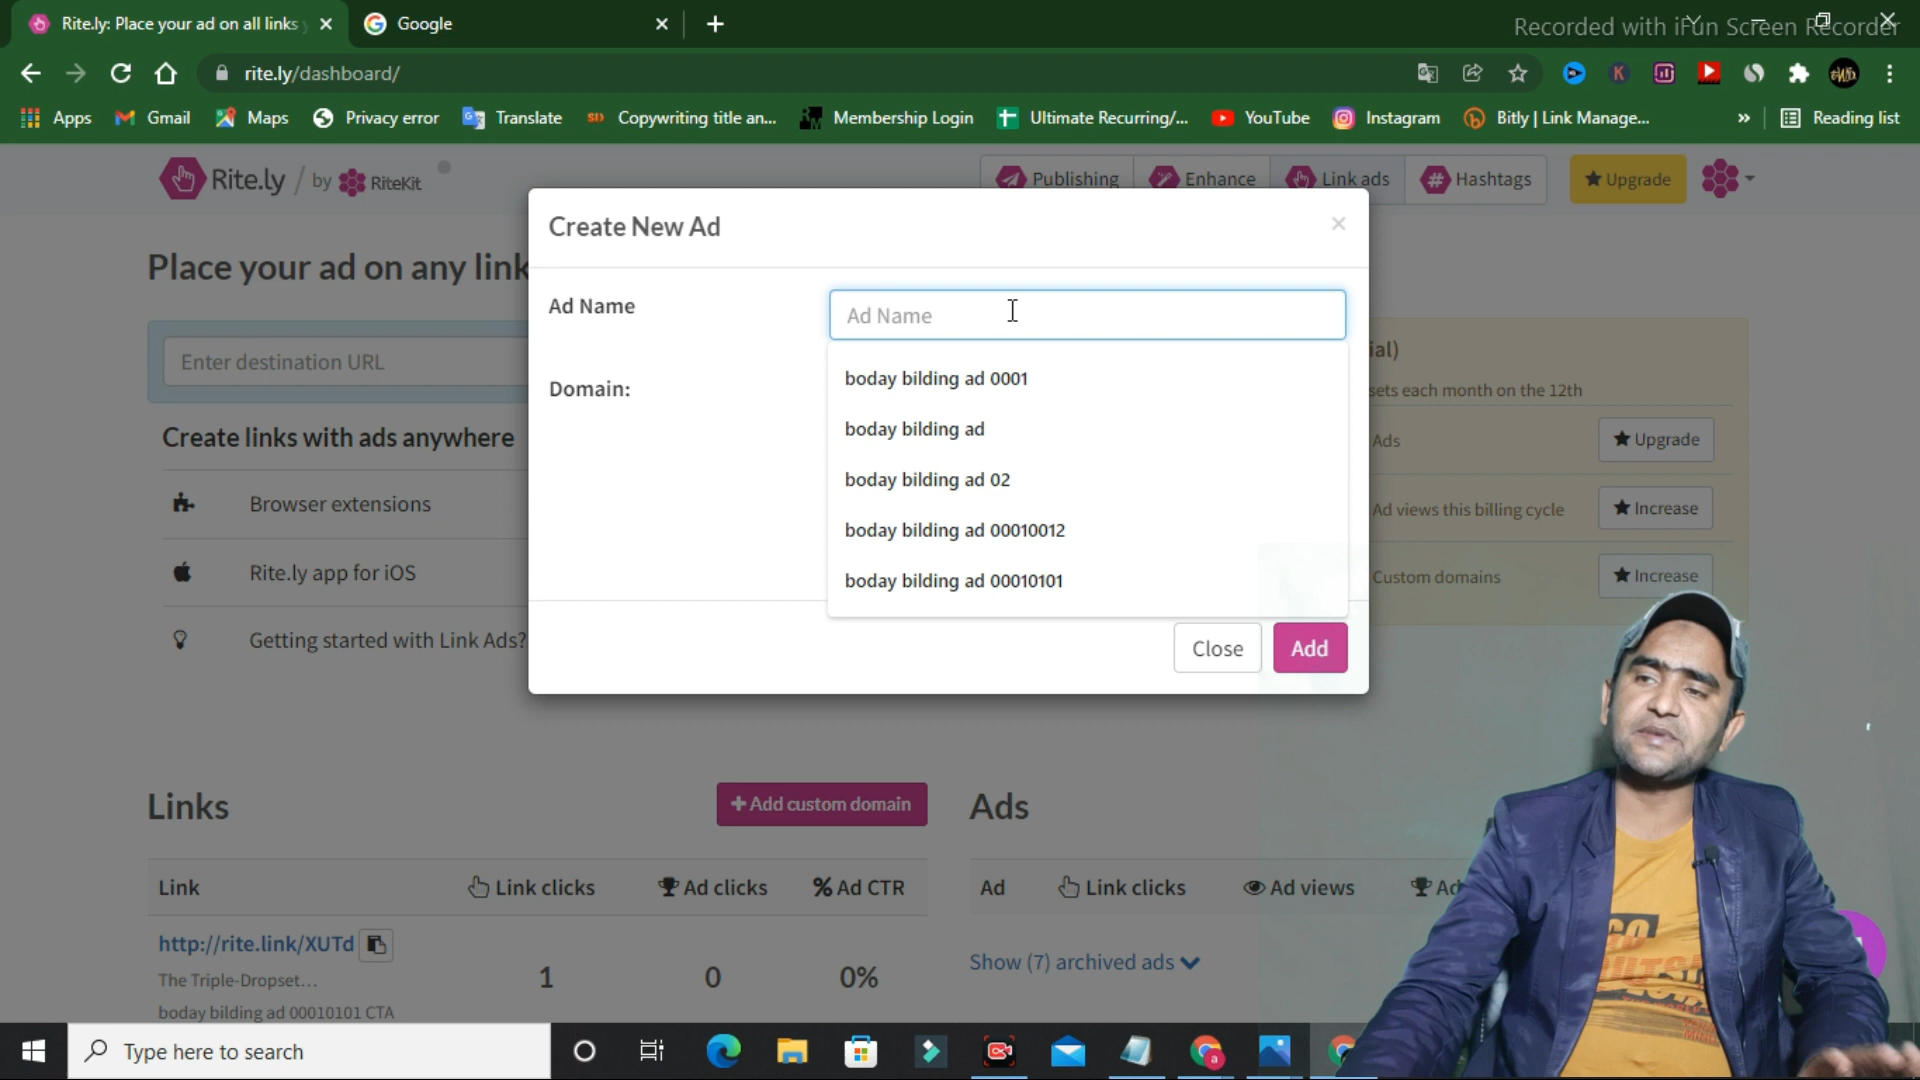 Rite.ly: Place your ad on all links
Google
Recorded with iFun Screen Recorder
rite.ly/dashboard/
Apps
Gmail
Maps
Privacy error
Translate
Copywriting title an...
Membership Login
Ultimate Recurring/...
YouTube
Instagram
Bitly | Link Manage...
»
Reading list
Rite.ly / by RiteKit
Publishing
Enhance
Link ads
Hashtags
Upgrade
Create New Ad
Place your ad on any link
Ad Name
Ad Name
Enter destination URL
ial)
Domain:
boday bilding ad 0001
sets each month on the 12th
Create links with ads anywhere
boday bilding ad
Ads
Upgrade
boday bilding ad 02
Browser extensions
Ad views this billing cycle
Increase
boday bilding ad 00010012
Rite.ly app for iOS
boday bilding ad 00010101
Custom domains
Increase
Getting started with Link Ads?
Close
Add
Links
+ Add custom domain
Ads
Link
Link clicks
Ad clicks
% Ad CTR
Ad
Link clicks
Ad views
Ad
http://rite.link/XUTd
The Triple-Dropset...
boday bilding ad 00010101 CTA
1
0
0%
Show (7) archived ads
Type here to search